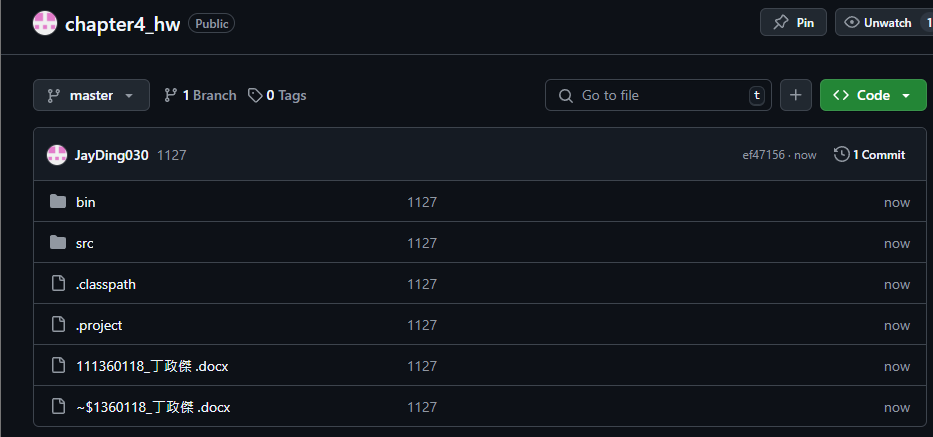 chapter4_hw Public Pin Unwatch 1
master 1 Branch 0 Tags Go to file t Code
JayDing030 1127 ef47156 · now 1 Commit
bin 1127 now
src 1127 now
.classpath 1127 now
.project 1127 now
111360118_丁政傑 .docx 1127 now
~$1360118_丁政傑 .docx 1127 now